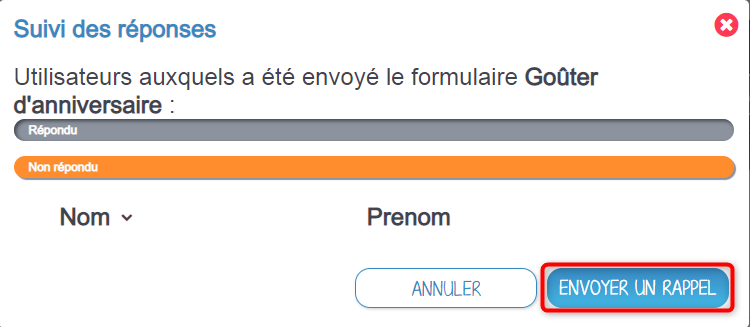 Suivi des réponses
Utilisateurs auxquels a été envoyé le formulaire Goûter
d'anniversaire :
Répondu
Non répondu
Nom Prenom
ANNULER ENVOYER UN RAPPEL